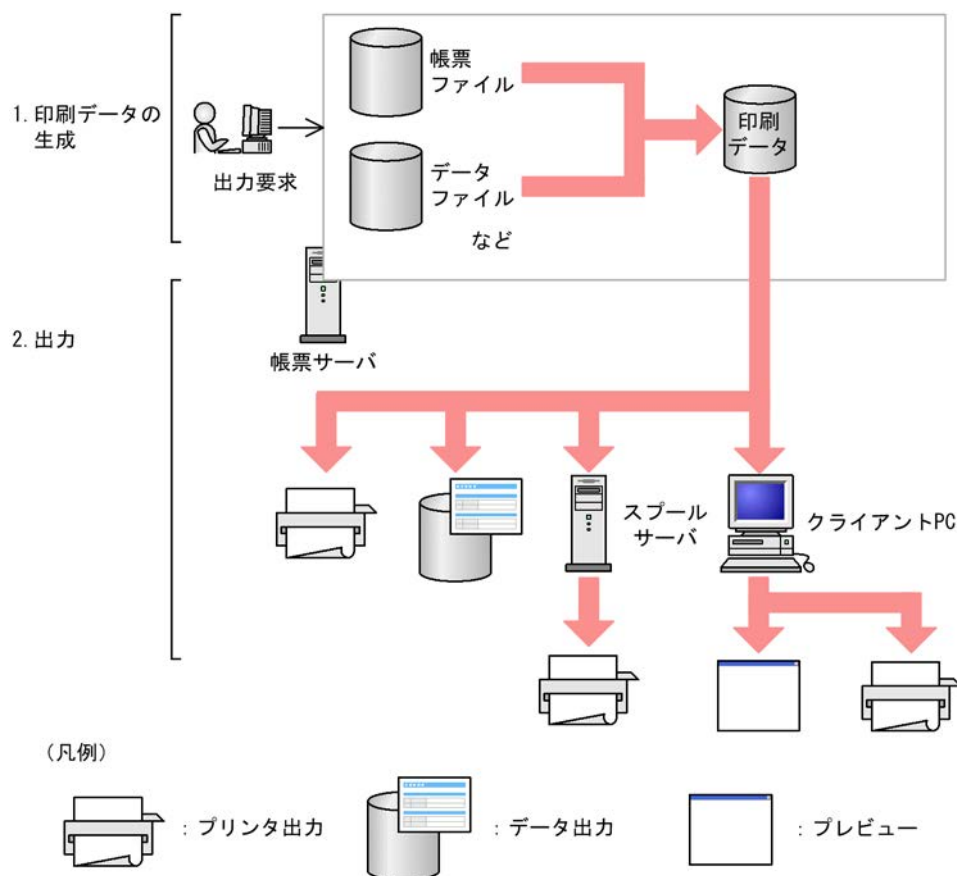 1. 印刷データの
生成
出力要求
帳票
ファイル
データ
ファイル
など
印刷
データ
2. 出力
帳票サーバ
スプール
サーバ
クライアントPC
(凡例)
：プリンタ出力
：データ出力
：プレビュー